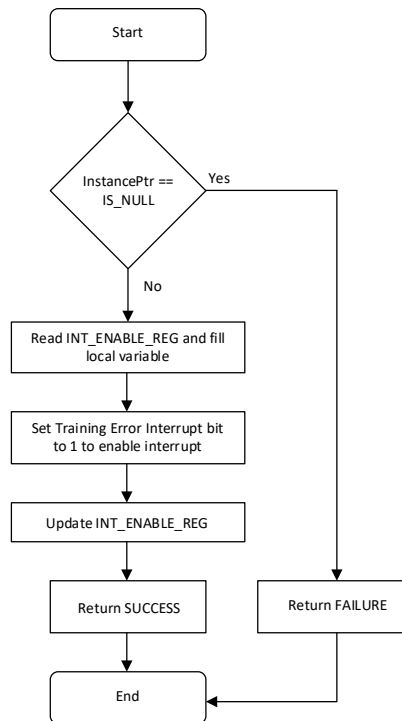 Start
InstancePtr ==
IS_NULL
Yes
No
Read INT_ENABLE_REG and fill
local variable
Set Training Error Interrupt bit
to 1 to enable interrupt
Update INT_ENABLE_REG
Return SUCCESS
Return FAILURE
End